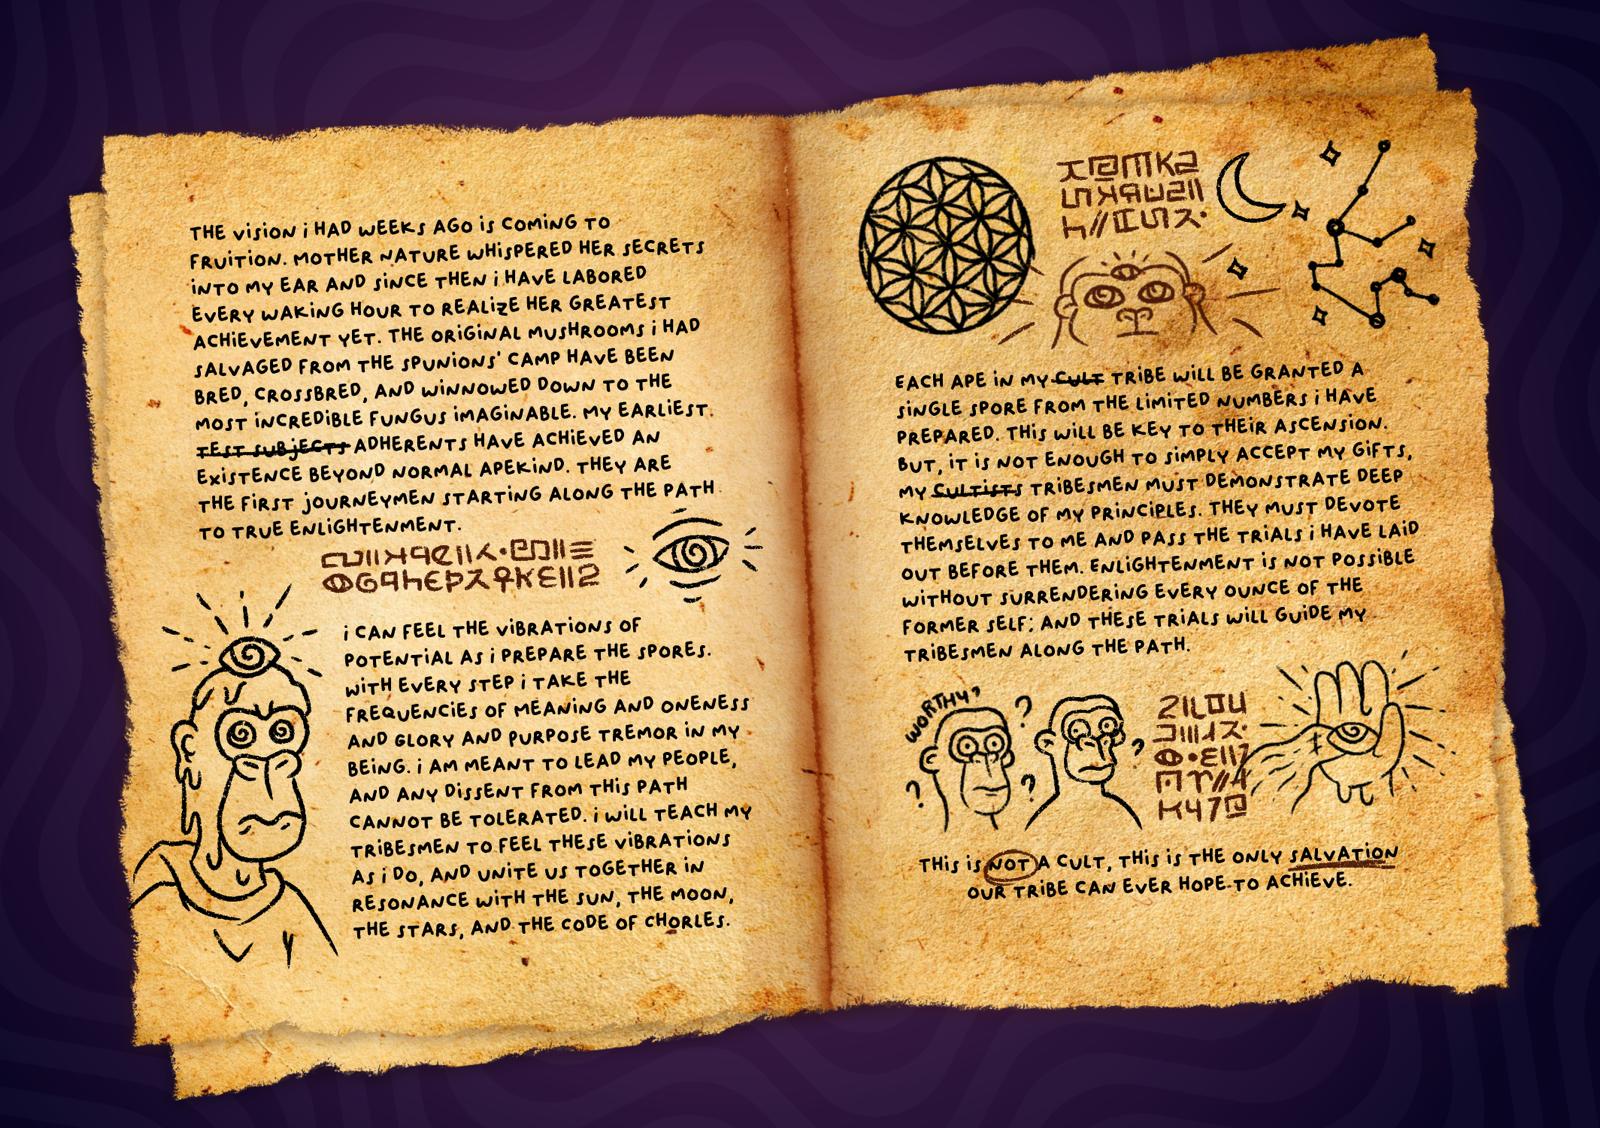 THE VISION I HAD WEEKS AGO IS COMING TO
FRUITION. MOTHER NATURE WHISPERED HER SECRETS
INTO MY EAR AND SINCE THEN I HAVE LABORED
EVERY WAKING HOUR TO REALIZE HER GREATEST
ACHIEVEMENT YET. THE ORIGINAL MUSHROOMS I HAD
SALVAGED FROM THE SPUNIONS' CAMP HAVE BEEN
BRED, CROSSBRED, AND WINNOWED DOWN TO THE
MOST INCREDIBLE FUNGUS IMAGINABLE. MY EARLIEST
TEST SUBJECTS ADHERENTS HAVE ACHIEVED AN
EXISTENCE BEYOND NORMAL APEKIND. THEY ARE
THE FIRST JOURNEYMEN STARTING ALONG THE PATH
TO TRUE ENLIGHTENMENT.
I CAN FEEL THE VIBRATIONS OF
POTENTIAL AS I PREPARE THE SPORES.
WITH EVERY STEP I TAKE THE
FREQUENCIES OF MEANING AND ONENESS
AND GLORY AND PURPOSE TREMOR IN MY
BEING. I AM MEANT TO LEAD MY PEOPLE,
AND ANY DISSENT FROM THIS PATH
CANNOT BE TOLERATED. I WILL TEACH MY
TRIBESMEN TO FEEL THESE VIBRATIONS
AS I DO, AND UNITE US TOGETHER IN
RESONANCE WITH THE SUN, THE MOON,
THE STARS, AND THE CODE OF CHORLES.
EACH APE IN MY CULT TRIBE WILL BE GRANTED A
SINGLE SPORE FROM THE LIMITED NUMBERS I HAVE
PREPARED. THIS WILL BE KEY TO THEIR ASCENSION.
BUT, IT IS NOT ENOUGH TO SIMPLY ACCEPT MY GIFTS,
MY CULTISTS TRIBESMEN MUST DEMONSTRATE DEEP
KNOWLEDGE OF MY PRINCIPLES. THEY MUST DEVOTE
THEMSELVES TO ME AND PASS THE TRIALS I HAVE LAID
OUT BEFORE THEM. ENLIGHTENMENT IS NOT POSSIBLE
WITHOUT SURRENDERING EVERY OUNCE OF THE
FORMER SELF; AND THESE TRIALS WILL GUIDE MY
TRIBESMEN ALONG THE PATH.
WORTHY?
? ? ? ?
THIS IS NOT A CULT, THIS IS THE ONLY SALVATION
OUR TRIBE CAN EVER HOPE TO ACHIEVE.